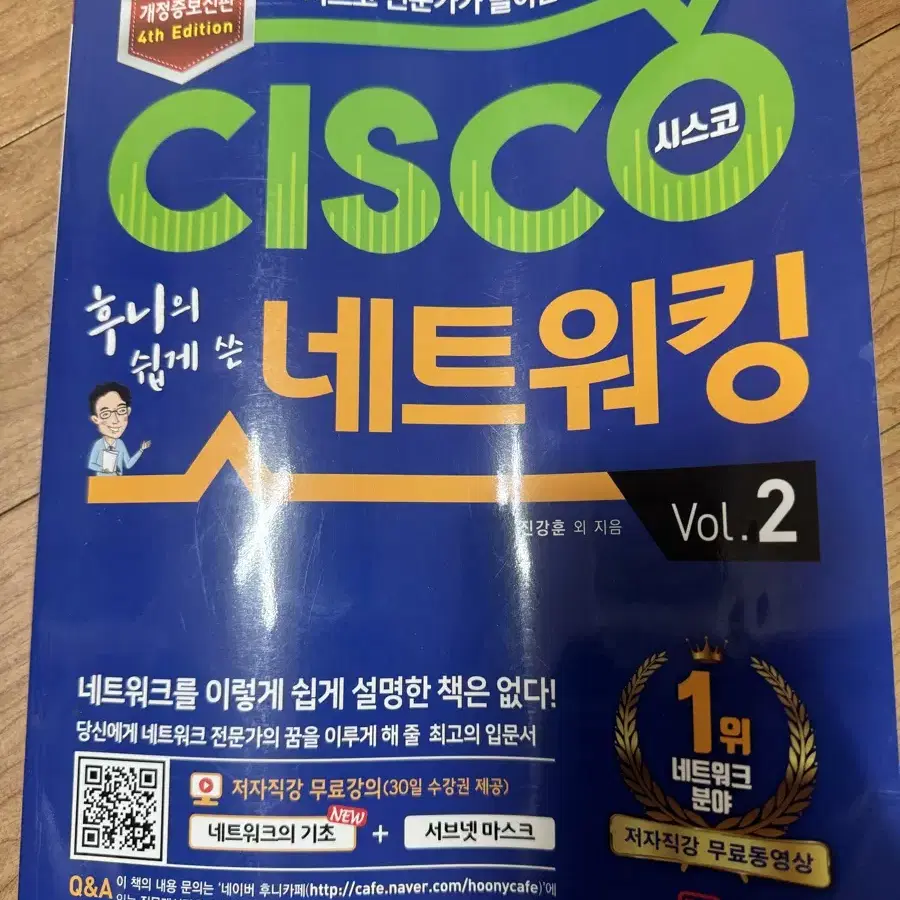 개정증보신판
4th Edition
전문가가
CISCO
시스코
후니의
쉽게 쓴
네트워킹
진강훈 외 지음
Vol. 2
네트워크를 이렇게 쉽게 설명한 책은 없다!
당신에게 네트워크 전문가의 꿈을 이루게 해 줄 최고의 입문서
저자직강 무료강의(30일 수강권 제공)
NEW
네트워크의 기초 + 서브넷 마스크
1위
네트워크
분야
저자직강 무료동영상
Q&A 이 책의 내용 문의는 '네이버 후니카페(http://cafe.naver.com/hoonycafe)'에